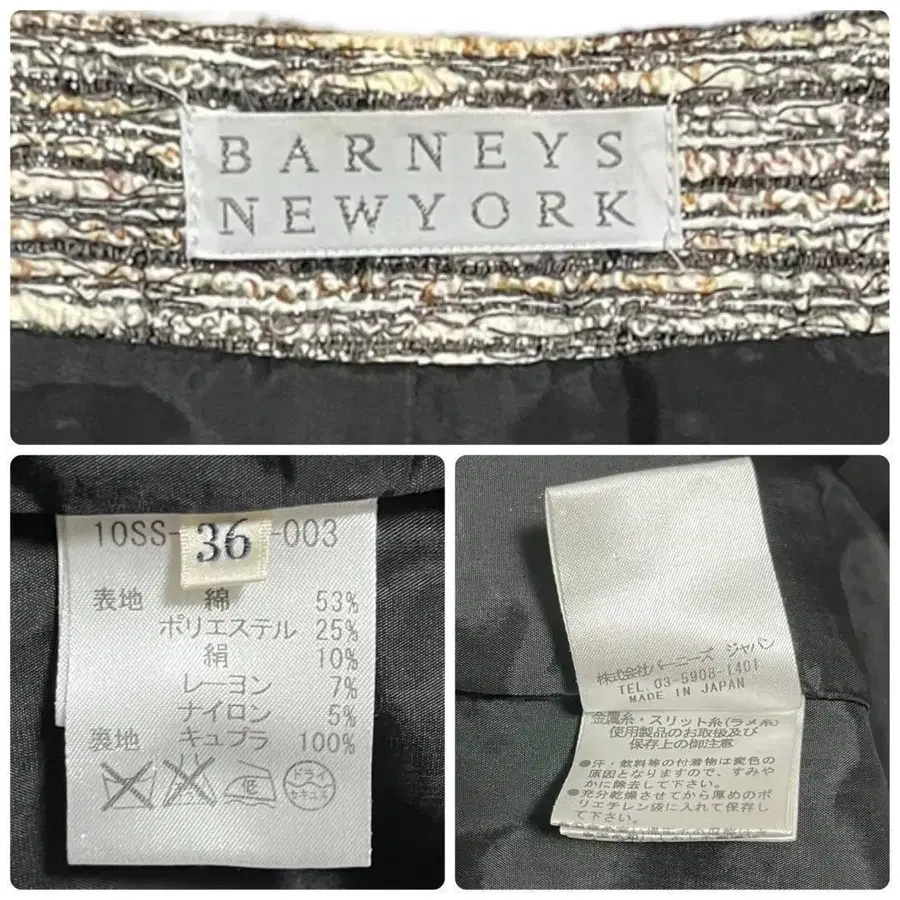 BARNEYS
NEWYORK
10SS- 36 -003
表地 綿 53%
ポリエステル 25%
絹 10%
レーヨン 7%
ナイロン 5%
裏地 キュプラ 100%
低
ドライ
セキユ系
株式会社バーニーズ ジャパン
TEL 03-5908-1401
MADE IN JAPAN
金属糸・スリット糸(ラメ糸)
使用製品のお取扱及び
保存上の御注意
●汗・飲料等の付着物は変色の
原因となりますので、すみや
かに除去して下さい。
●充分乾燥させてから厚めのポ
リエチレン袋に入れて保存し
て下さい。